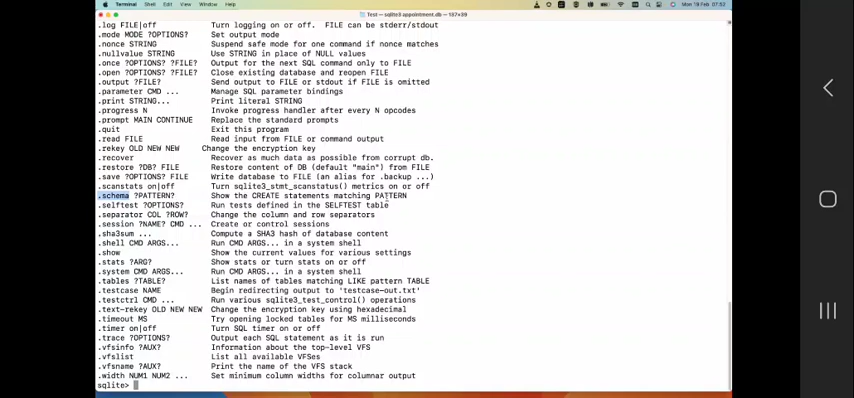 Terminal Shell Edit View Window Help Mon 19 Feb 07:52
Test — sqlite3 appointment.db — 187×39
.log FILE|off Turn logging on or off. FILE can be stderr/stdout
.mode MODE ?OPTIONS? Set output mode
.nonce STRING Suspend safe mode for one command if nonce matches
.nullvalue STRING Use STRING in place of NULL values
.once ?OPTIONS? ?FILE? Output for the next SQL command only to FILE
.open ?OPTIONS? ?FILE? Close existing database and reopen FILE
.output ?FILE? Send output to FILE or stdout if FILE is omitted
.parameter CMD ... Manage SQL parameter bindings
.print STRING... Print literal STRING
.progress N Invoke progress handler after every N opcodes
.prompt MAIN CONTINUE Replace the standard prompts
.quit Exit this program
.read FILE Read input from FILE or command output
.rekey OLD NEW NEW Change the encryption key
.recover Recover as much data as possible from corrupt db.
.restore ?DB? FILE Restore content of DB (default "main") from FILE
.save ?OPTIONS? FILE Write database to FILE (an alias for .backup ...)
.scanstats on|off Turn sqlite3_stmt_scanstatus() metrics on or off
.schema ?PATTERN? Show the CREATE statements matching PATTERN
.selftest ?OPTIONS? Run tests defined in the SELFTEST table
.separator COL ?ROW? Change the column and row separators
.session ?NAME? CMD ... Create or control sessions
.sha3sum ... Compute a SHA3 hash of database content
.shell CMD ARGS... Run CMD ARGS... in a system shell
.show Show the current values for various settings
.stats ?ARG? Show stats or turn stats on or off
.system CMD ARGS... Run CMD ARGS... in a system shell
.tables ?TABLE? List names of tables matching LIKE pattern TABLE
.testcase NAME Begin redirecting output to 'testcase-out.txt'
.testctrl CMD ... Run various sqlite3_test_control() operations
.text-rekey OLD NEW NEW Change the encryption key using hexadecimal
.timeout MS Try opening locked tables for MS milliseconds
.timer on|off Turn SQL timer on or off
.trace ?OPTIONS? Output each SQL statement as it is run
.vfsinfo ?AUX? Information about the top-level VFS
.vfslist List all available VFSes
.vfsname ?AUX? Print the name of the VFS stack
.width NUM1 NUM2 ... Set minimum column widths for columnar output
sqlite>